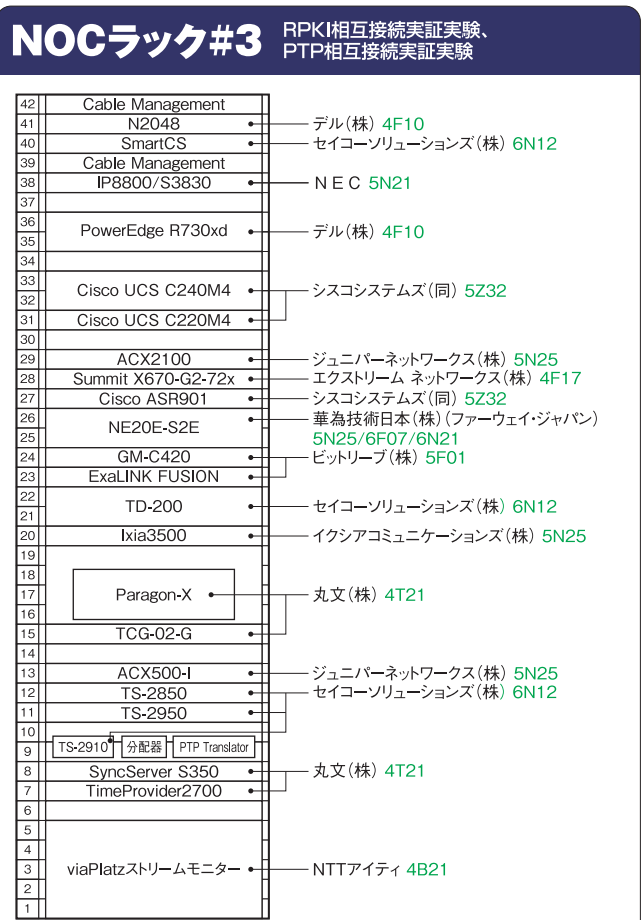 NOCラック#3
RPKI相互接続実証実験、
PTP相互接続実証実験
42 Cable Management
41 N2048 デル(株) 4F10
40 SmartCS セイコーソリューションズ(株) 6N12
39 Cable Management
38 IP8800/S3830 NEC 5N21
37
36
PowerEdge R730xd デル(株) 4F10
35
34
33
Cisco UCS C240M4 シスコシステムズ(同) 5Z32
32
31 Cisco UCS C220M4
30
29 ACX2100 ジュニパーネットワークス(株) 5N25
28 Summit X670-G2-72x エクストリーム ネットワークス(株) 4F17
27 Cisco ASR901 シスコシステムズ(同) 5Z32
26 華為技術日本(株)(ファーウェイ・ジャパン)
NE20E-S2E
25 5N25/6F07/6N21
24 GM-C420 ビットリーブ(株) 5F01
23 ExaLINK FUSION
22
TD-200 セイコーソリューションズ(株) 6N12
21
20 Ixia3500 イクシアコミュニケーションズ(株) 5N25
19
18
17 Paragon-X 丸文(株) 4T21
16
15 TCG-02-G
14
13 ACX500-I ジュニパーネットワークス(株) 5N25
12 TS-2850 セイコーソリューションズ(株) 6N12
11 TS-2950
10
9 TS-2910 分配器 PTP Translator
8 SyncServer S350 丸文(株) 4T21
7 TimeProvider2700
6
5
4
3 viaPlatzストリームモニター NTTアイティ 4B21
2
1